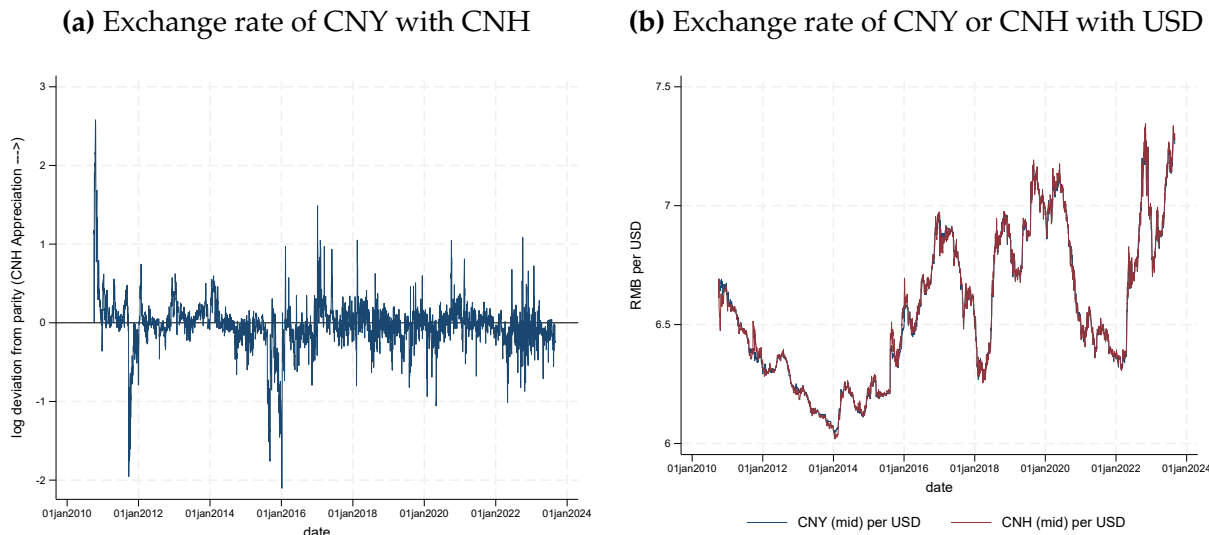 (a) Exchange rate of CNY with CNH
log deviation from parity (CNH Appreciation --->)
3
2
1
0
-1
-2
01jan2010 01jan2012 01jan2014 01jan2016 01jan2018 01jan2020 01jan2022 01jan2024
date
(b) Exchange rate of CNY or CNH with USD
RMB per USD
7.5
7
6.5
6
01jan2010 01jan2012 01jan2014 01jan2016 01jan2018 01jan2020 01jan2022 01jan2024
date
CNY (mid) per USD CNH (mid) per USD